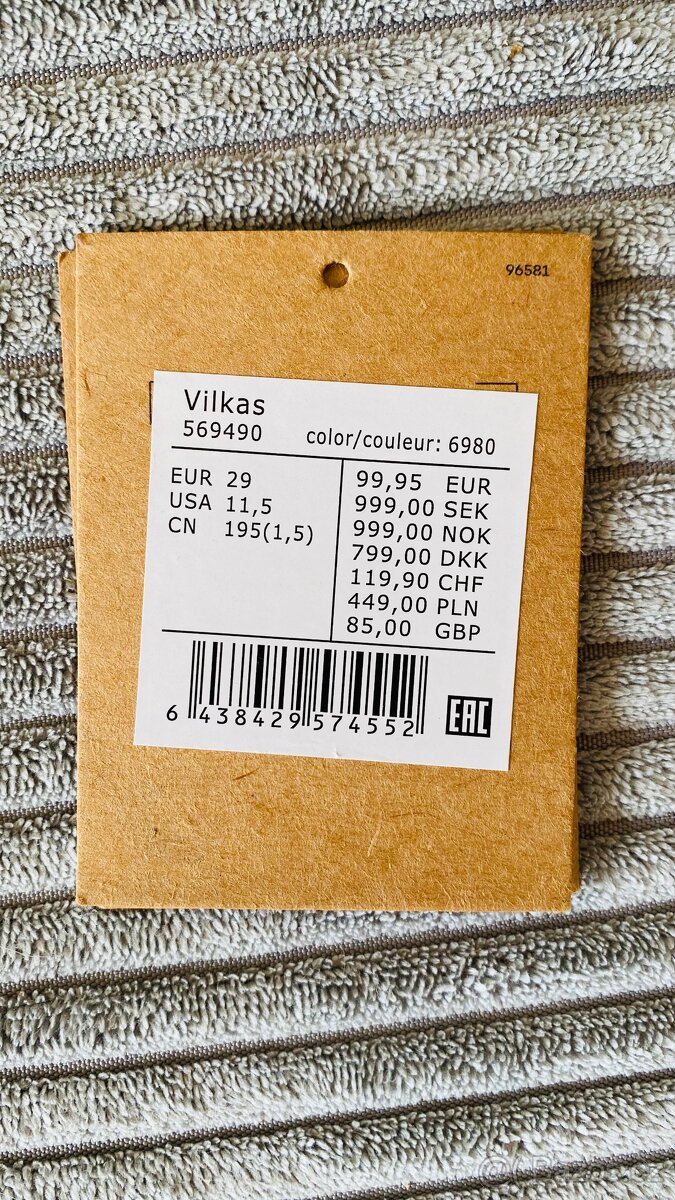 96581
Vilkas
569490 color/couleur: 6980
EUR 29
USA 11,5
CN 195(1,5)
99,95 EUR
999,00 SEK
999,00 NOK
799,00 DKK
119,90 CHF
449,00 PLN
85,00 GBP
6 438429 574552
EAC